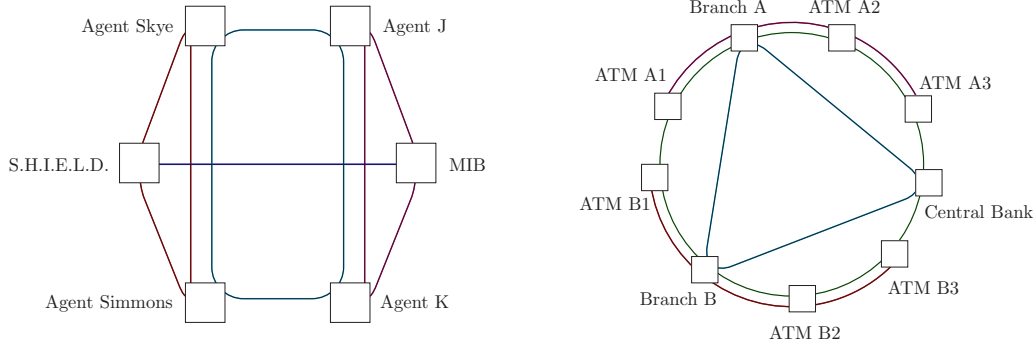 Agent Skye
Agent J
S.H.I.E.L.D.
MIB
Agent Simmons
Agent K
Branch A
ATM A2
ATM A1
ATM A3
ATM B1
Central Bank
Branch B
ATM B3
ATM B2